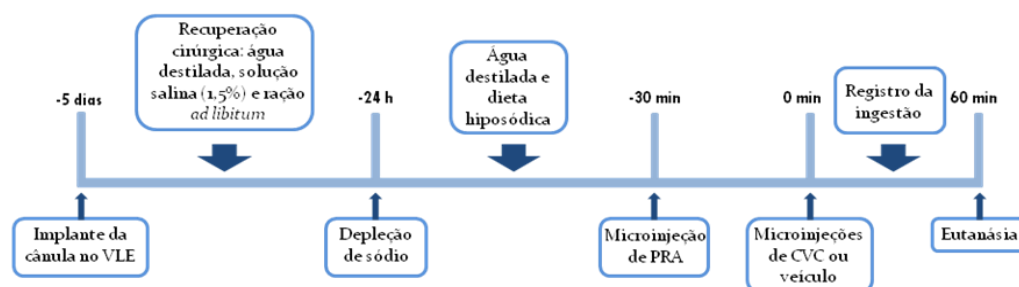 Recuperação
cirúrgica: água
destilada, solução
salina (1,5%) e ração
ad libitum
Água
destilada e
dieta
hiposódica
Registro da
ingestão
-5 dias
-24 h
-30 min
0 min
60 min
Implante da
cânula no VLE
Depleção
de sódio
Microinjeção
de PRA
Microinjeções
de CVC ou
veículo
Eutanásia